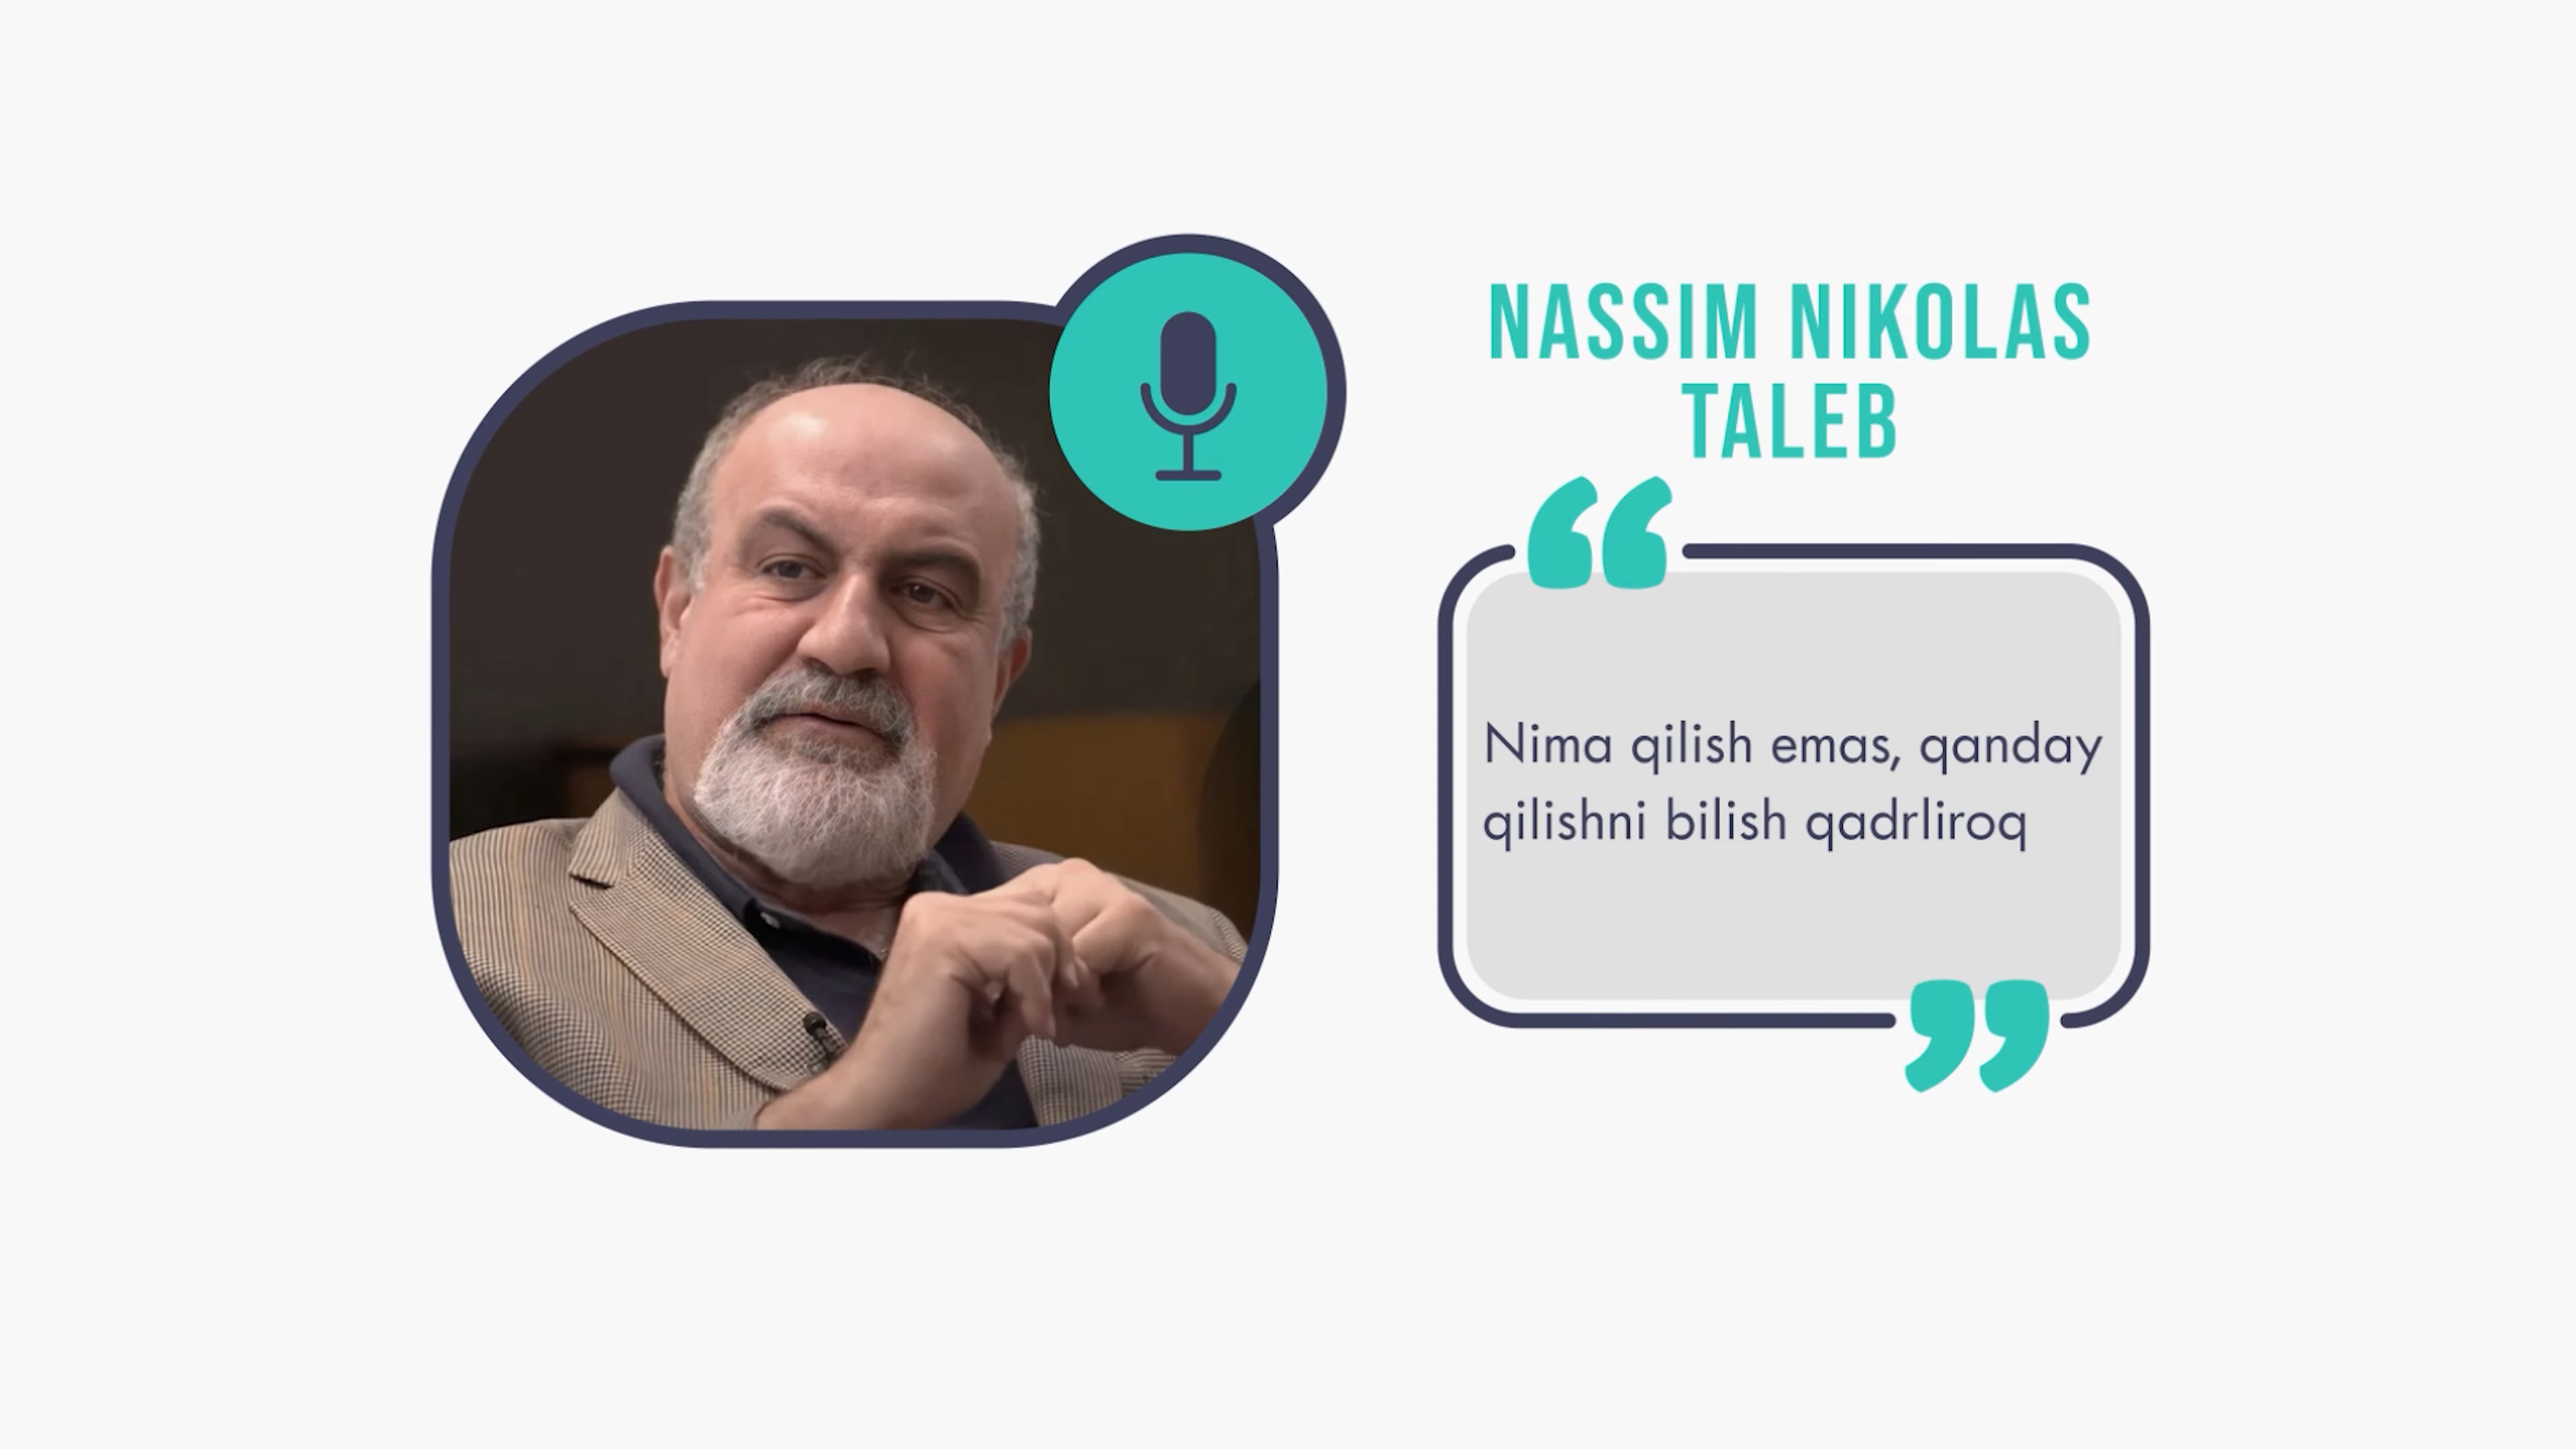 NASSIM NIKOLAS
TALEB
“
Nima qilish emas, qanday
qilishni bilish qadrliroq
”